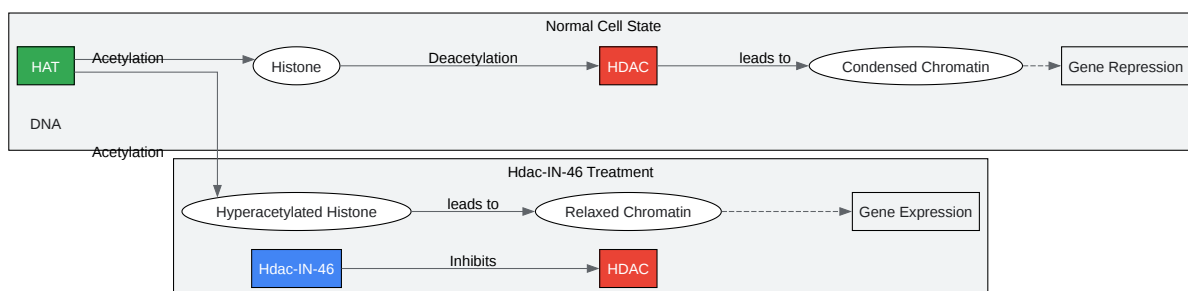 Normal Cell State
HAT
Acetylation
Histone
Deacetylation
HDAC
leads to
Condensed Chromatin
Gene Repression
DNA
Acetylation
Hdac-IN-46 Treatment
Hyperacetylated Histone
leads to
Relaxed Chromatin
Gene Expression
Hdac-IN-46
Inhibits
HDAC